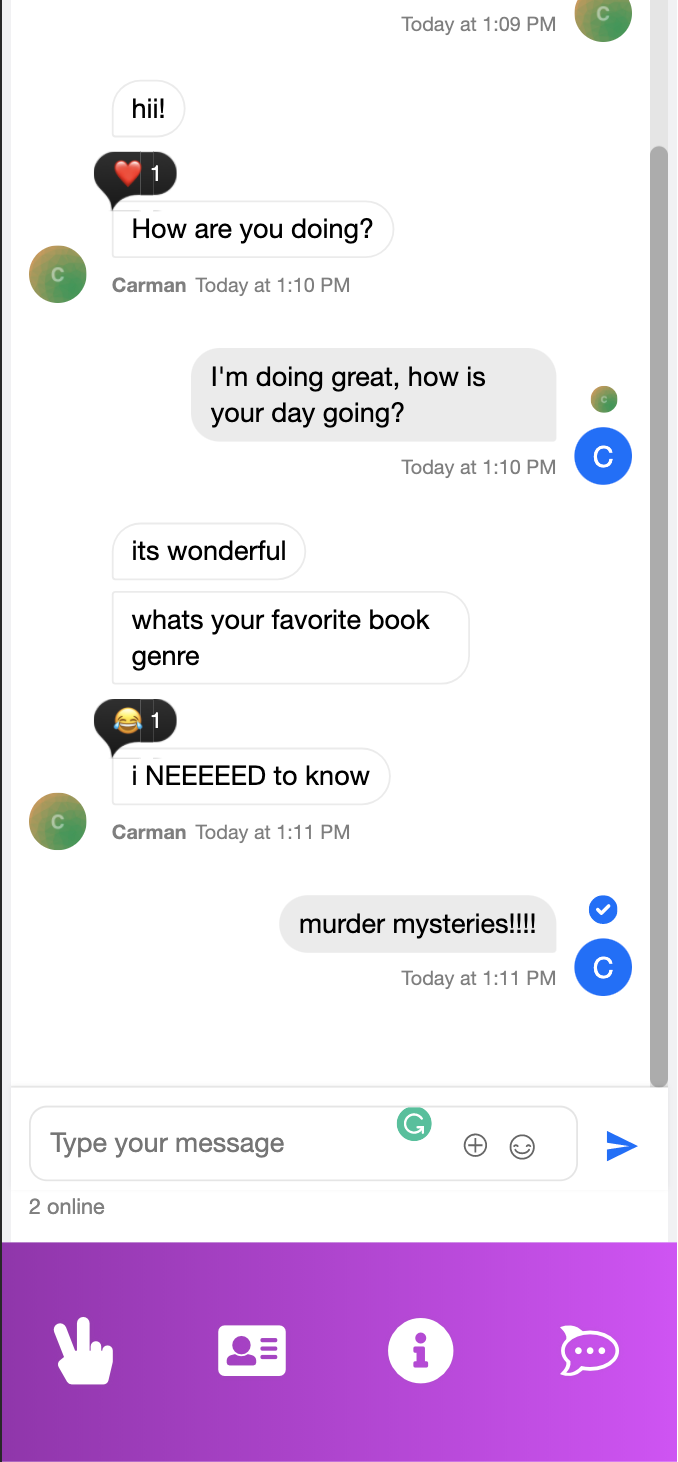 Today at 1:09 PM
C
hii!
❤️ 1
How are you doing?
C
Carman Today at 1:10 PM
I'm doing great, how is
your day going?
C
Today at 1:10 PM
C
its wonderful
whats your favorite book
genre
😂 1
i NEEEEED to know
C
Carman Today at 1:11 PM
murder mysteries!!!!
Today at 1:11 PM
C
Type your message
G
2 online